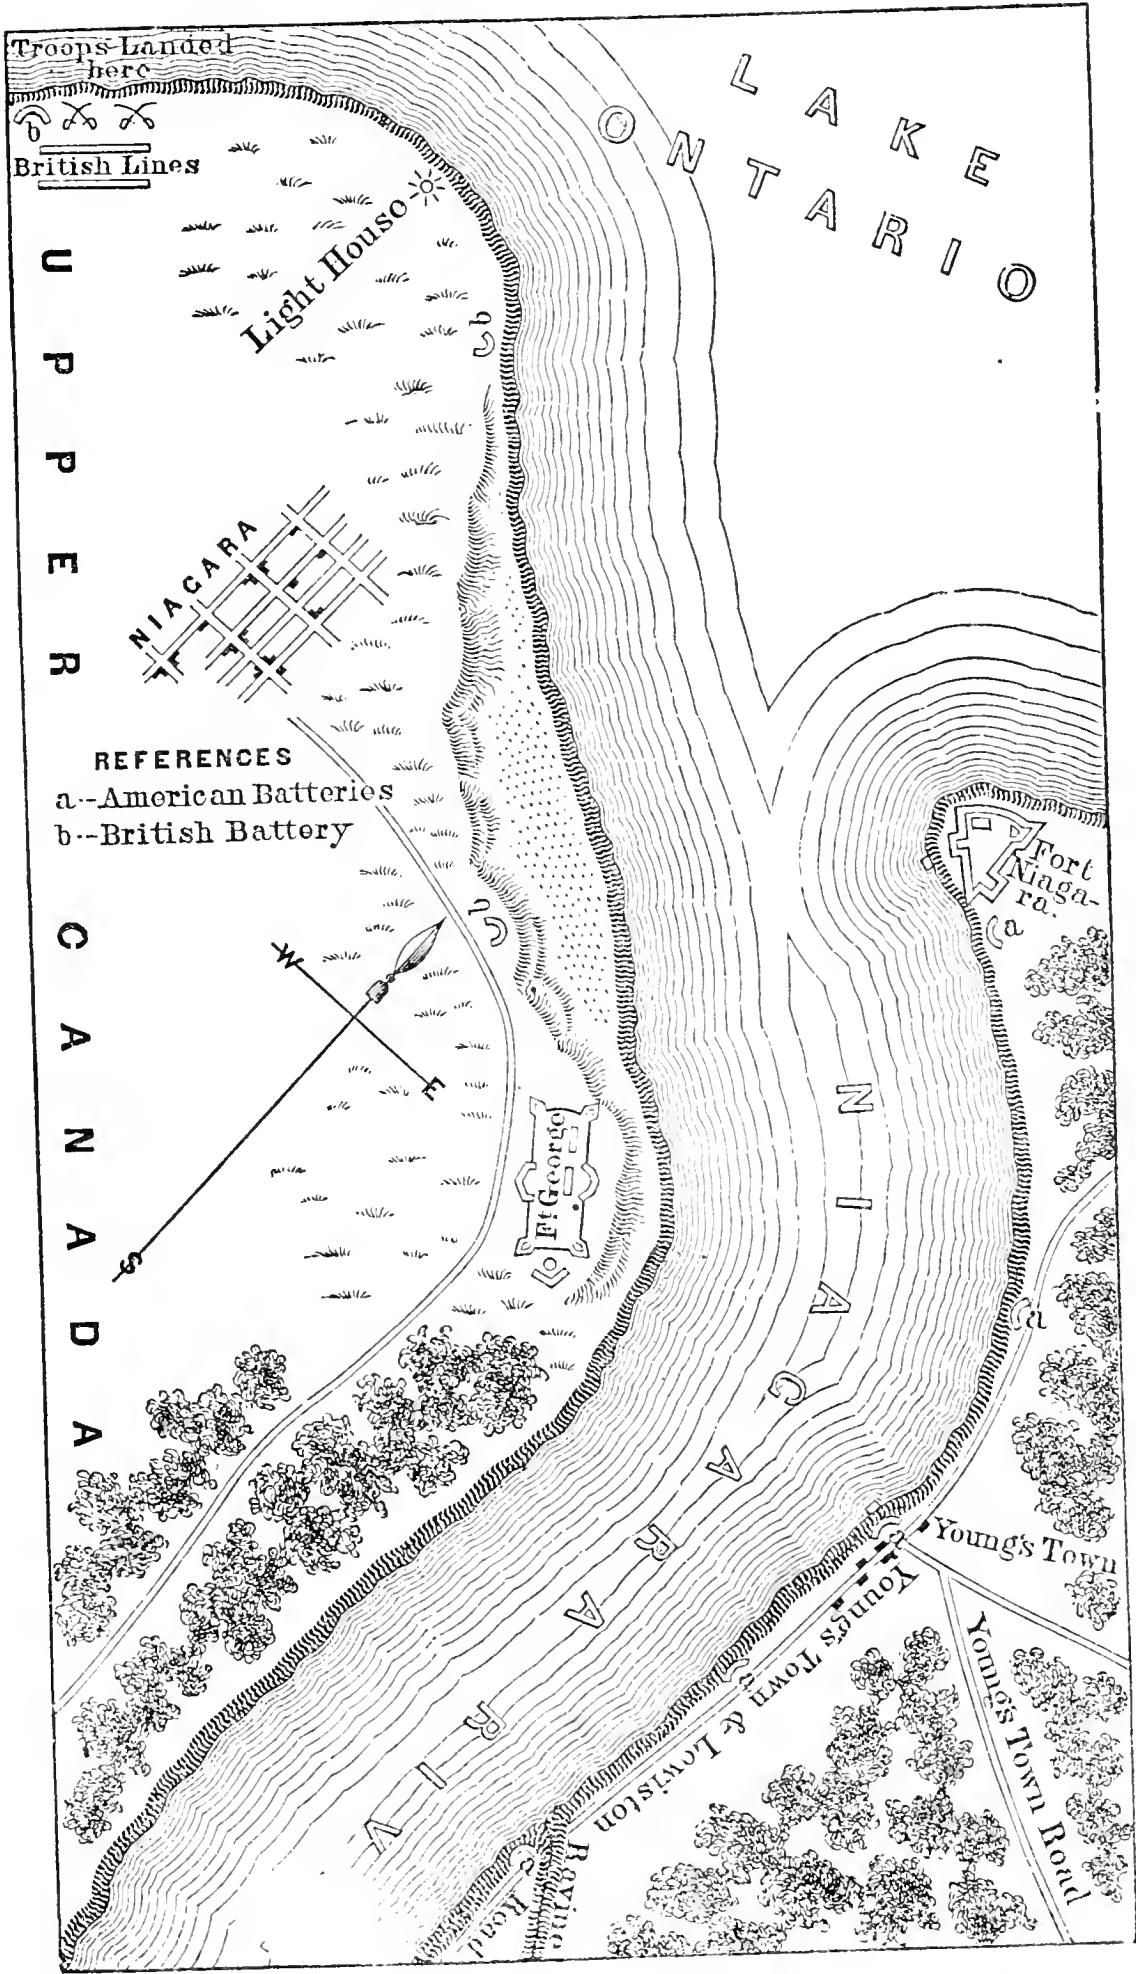 Troops Landed
here
b
British Lines
LAKE
ONTARIO
Light House
b
UPPER CANADA
NIAGARA
REFERENCES
a--American Batteries
b--British Battery
Fort
Niaga-
ra.
a
b
W
E
S
Ft George
NIAGARA RIV
a
Young's Town
Young's Town & Lewiston
Road
Young's Town Road
Ravine